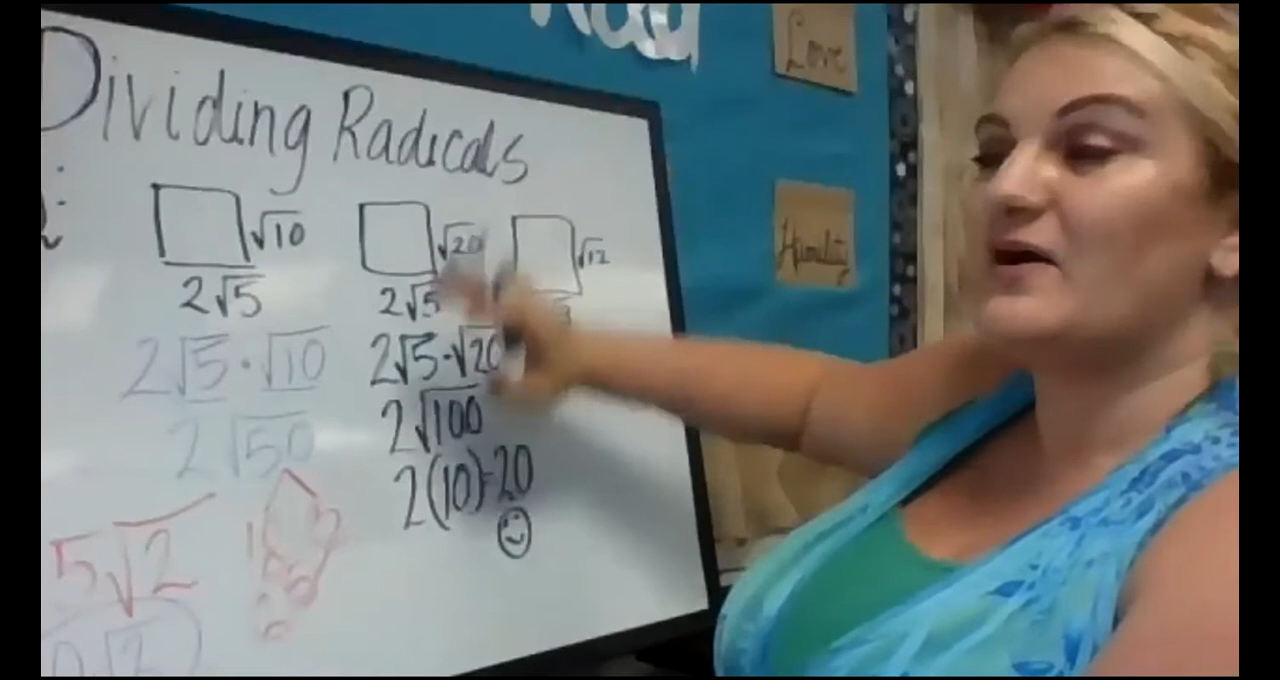 Love
Humility
Dividing Radicals
√10
2√5
2√5 · √10
2√50
5√2
√20
2√5
2√5 · √20
2√100
2(10)=20
√12